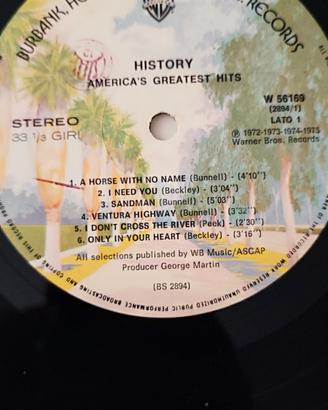 BURBANK, HO
RECORDS
HISTORY
AMERICA'S GREATEST HITS
STEREO
33 1/3 GIRI
W 56169
(2894/1)
LATO 1
℗ 1972-1973-1974-1975
Warner Bros. Records
1. A HORSE WITH NO NAME (Bunnell) - (4'10'')
2. I NEED YOU (Beckley) - (3'04'')
3. SANDMAN (Bunnell) - (5'03'')
4. VENTURA HIGHWAY (Bunnell) - (3'32'')
5. I DON'T CROSS THE RIVER (Peek) - (2'30'')
6. ONLY IN YOUR HEART (Beckley) - (3'16'')
All selections published by WB Music/ASCAP
Producer George Martin
(BS 2894)
WORK RESERVED UNAUTHORIZED PUBLIC PERFORMANCE BROADCASTING AND COPYING OF THIS RECORD